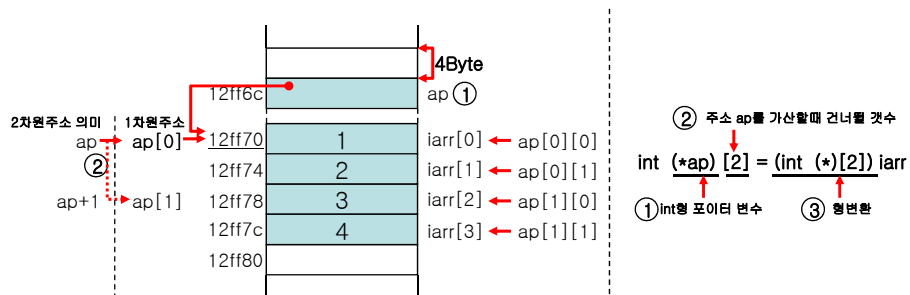 4Byte
12ff6c
ap ①
2차원주소 의미
1차원주소
ap
ap[0]
12ff70
1
iarr[0]
ap[0][0]
②
12ff74
2
iarr[1]
ap[0][1]
ap+1
ap[1]
12ff78
3
iarr[2]
ap[1][0]
12ff7c
4
iarr[3]
ap[1][1]
12ff80
② 주소 ap를 가산할때 건너뛸 갯수
int (*ap) [2] = (int (*)[2]) iarr
① int형 포이터 변수
③ 형변환